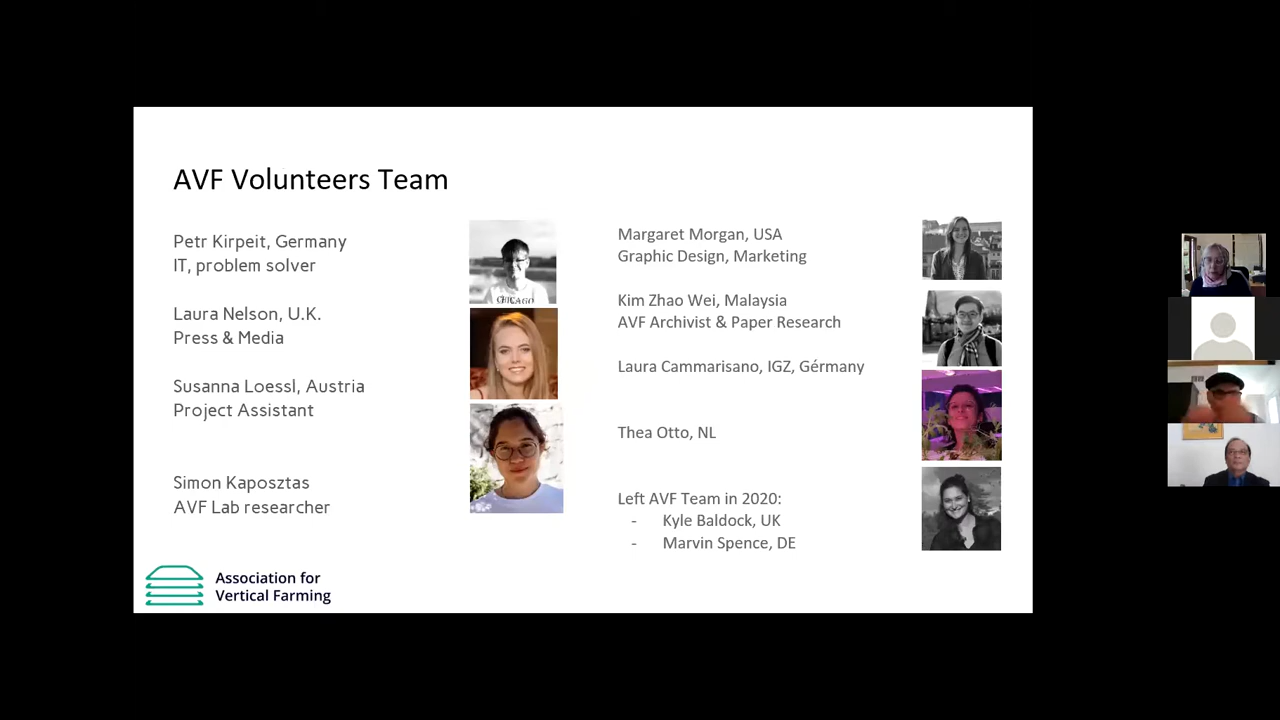 AVF Volunteers Team
Petr Kirpeit, Germany
IT, problem solver
Laura Nelson, U.K.
Press & Media
Susanna Loessl, Austria
Project Assistant
Simon Kaposztas
AVF Lab researcher
CHICAGO
Margaret Morgan, USA
Graphic Design, Marketing
Kim Zhao Wei, Malaysia
AVF Archivist & Paper Research
Laura Cammarisano, IGZ, Gérmany
Thea Otto, NL
Left AVF Team in 2020:
- Kyle Baldock, UK
- Marvin Spence, DE
Association for
Vertical Farming